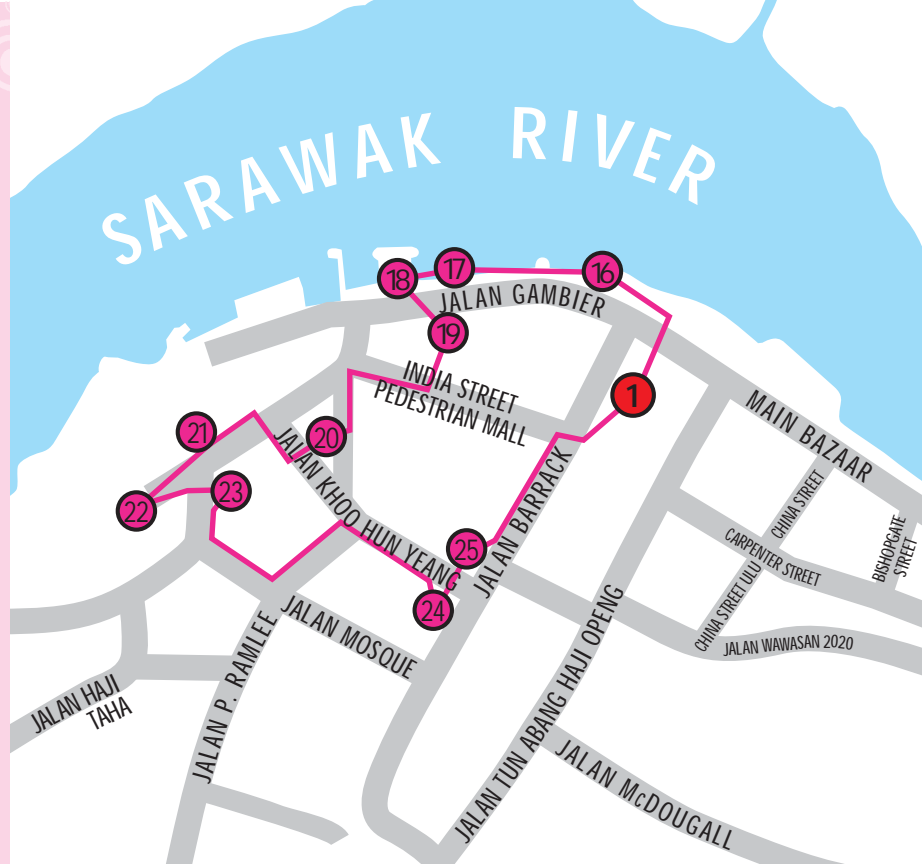 SARAWAK RIVER
16
17
18
JALAN GAMBIER
19
1
INDIA STREET
PEDESTRIAN MALL
MAIN BAZAAR
20
21
22
23
JALAN KHOO HUN YEANG
JALAN BARRACK
25
24
CHINA STREET
CARPENTER STREET
BISHOPGATE
STREET
CHINA STREET ULU
JALAN WAWASAN 2020
JALAN MOSQUE
JALAN P. RAMLEE
JALAN HAJI
TAHA
JALAN TUN ABANG HAJI OPENG
JALAN McDOUGALL